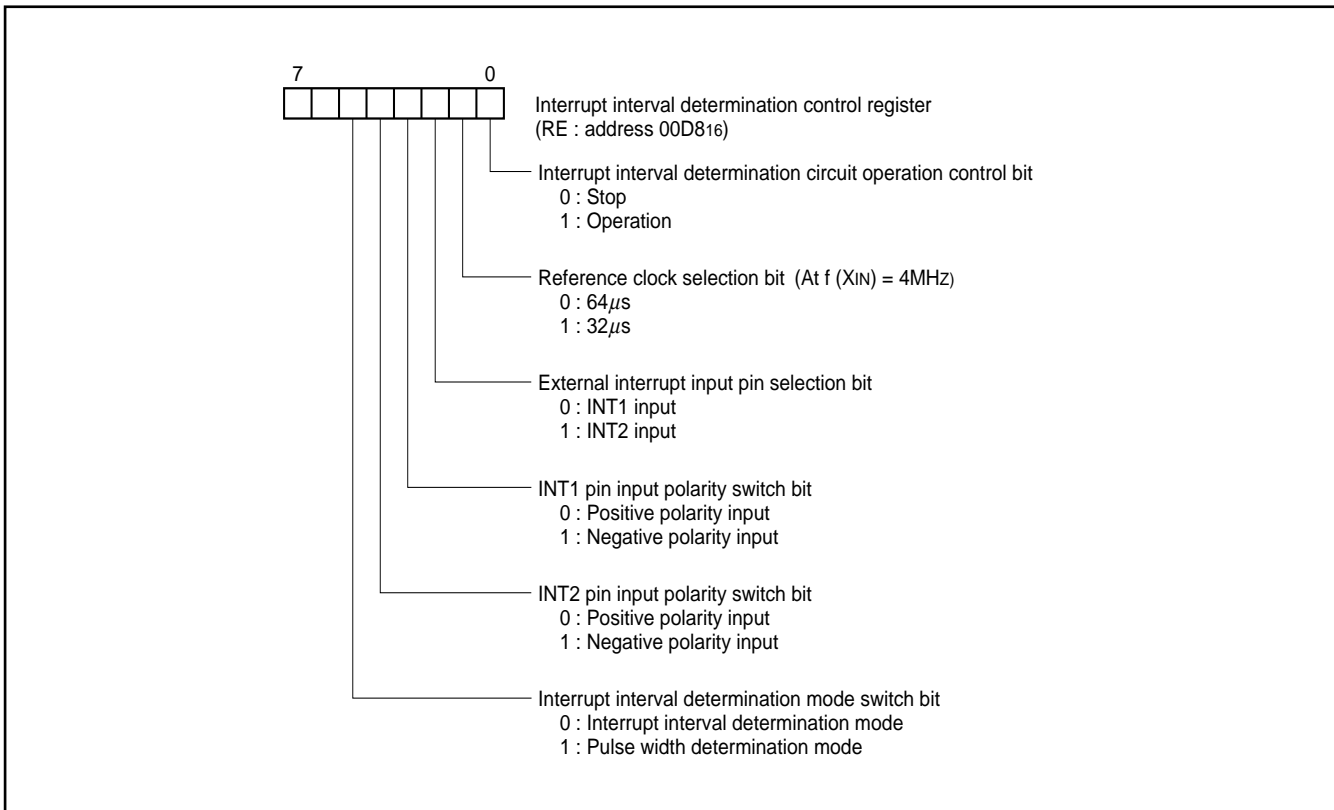 7 0
Interrupt interval determination control register
(RE : address 00D816)
Interrupt interval determination circuit operation control bit
0 : Stop
1 : Operation
Reference clock selection bit (At f (XIN) = 4MHZ)
0 : 64μs
1 : 32μs
External interrupt input pin selection bit
0 : INT1 input
1 : INT2 input
INT1 pin input polarity switch bit
0 : Positive polarity input
1 : Negative polarity input
INT2 pin input polarity switch bit
0 : Positive polarity input
1 : Negative polarity input
Interrupt interval determination mode switch bit
0 : Interrupt interval determination mode
1 : Pulse width determination mode